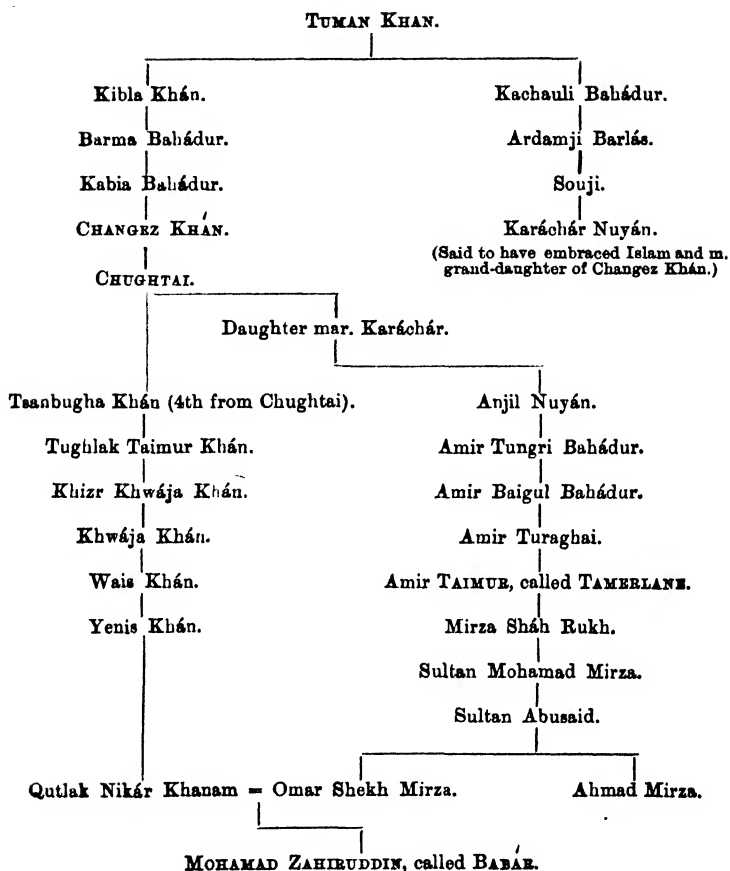 TUMAN KHAN.
Kibla Khán. Kachauli Bahádur.
Barma Bahádur. Ardamji Barlás.
Kabia Bahádur. Souji.
CHANGEZ KHÁN. Karáchár Nuyán.
(Said to have embraced Islam and m.
grand-daughter of Changez Khán.)
CHUGHTAI.
Daughter mar. Karáchár.
Tsanbugha Khán (4th from Chughtai). Anjil Nuyán.
Tughlak Taimur Khán. Amir Tungri Bahádur.
Khizr Khwája Khán. Amir Baigul Bahádur.
Khwája Khán. Amir Turaghai.
Wais Khán. Amir TAIMUR, called TAMERLANE.
Yenis Khán. Mirza Sháh Rukh.
Sultan Mohamad Mirza.
Sultan Abusaid.
Qutlak Nikár Khanam = Omar Shekh Mirza. Ahmad Mirza.
MOHAMAD ZAHIRUDDIN, called BABÁR.